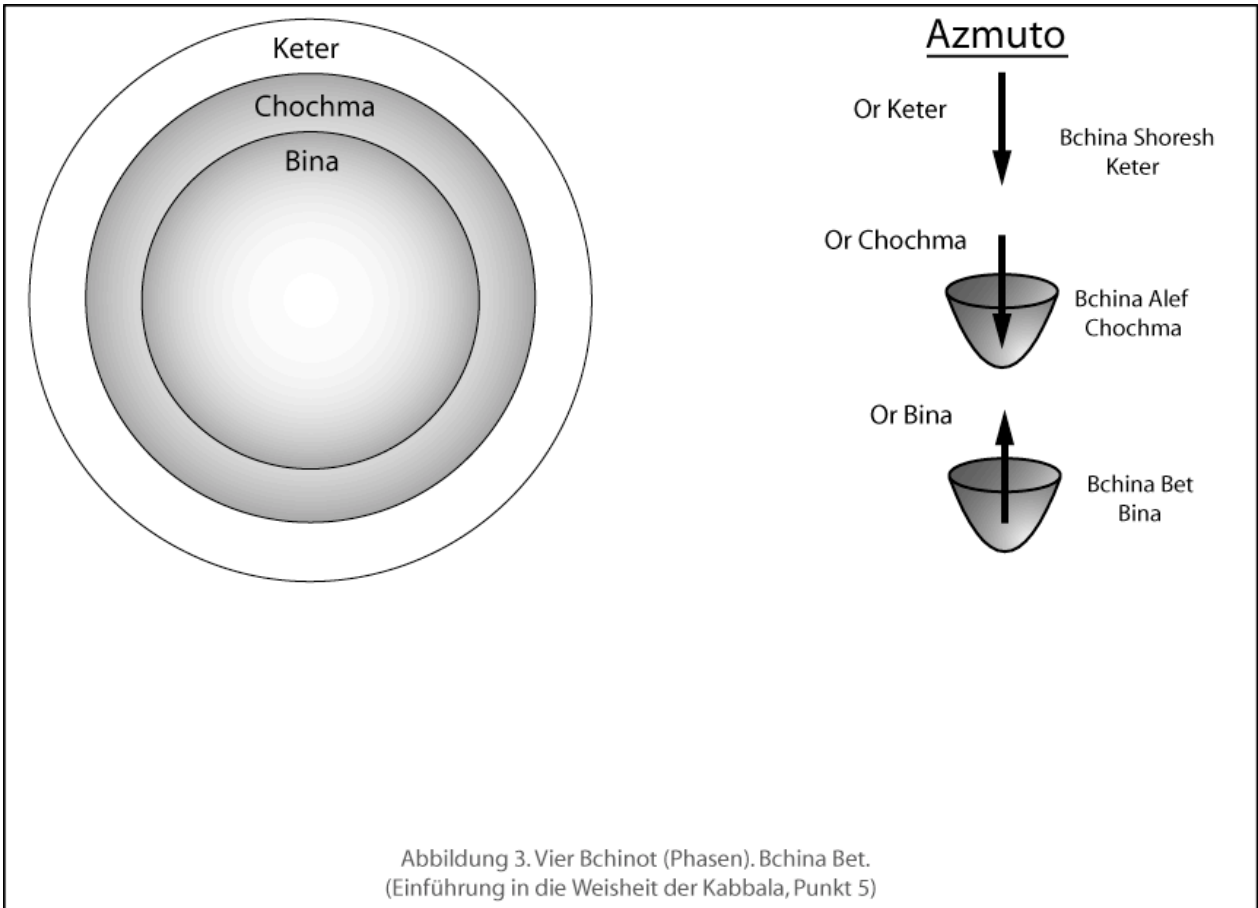 Keter
Chochma
Bina
Azmuto
Or Keter
Bchina Shoresh
Keter
Or Chochma
Bchina Alef
Chochma
Or Bina
Bchina Bet
Bina
Abbildung 3. Vier Bchinot (Phasen). Bchina Bet.
(Einführung in die Weisheit der Kabbala, Punkt 5)